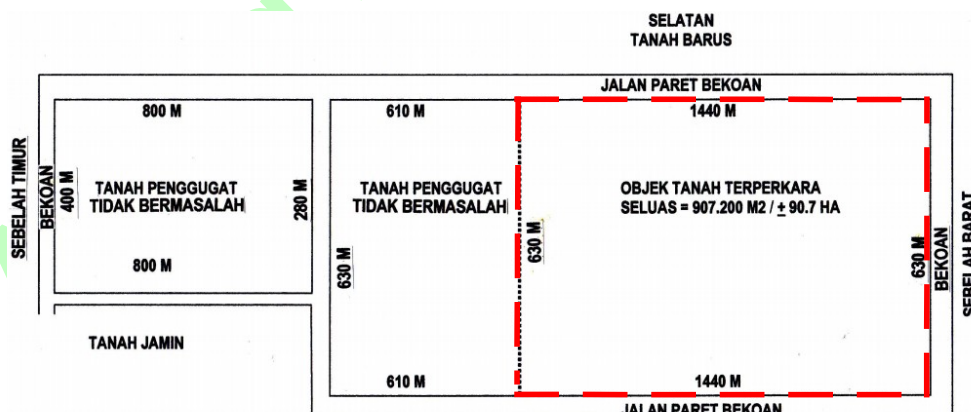 SELATAN
TANAH BARUS
JALAN PARET BEKOAN
800 M
610 M
1440 M
SEBELAH TIMUR
BEKOAN
400 M
TANAH PENGGUGAT
TIDAK BERMASALAH
280 M
TANAH PENGGUGAT
TIDAK BERMASALAH
OBJEK TANAH TERPERKARA
SELUAS = 907.200 M2 / ± 90.7 HA
630 M
630 M
630 M
BEKOAN
SEBELAH BARAT
800 M
TANAH JAMIN
610 M
1440 M
JALAN PARET BEKOAN